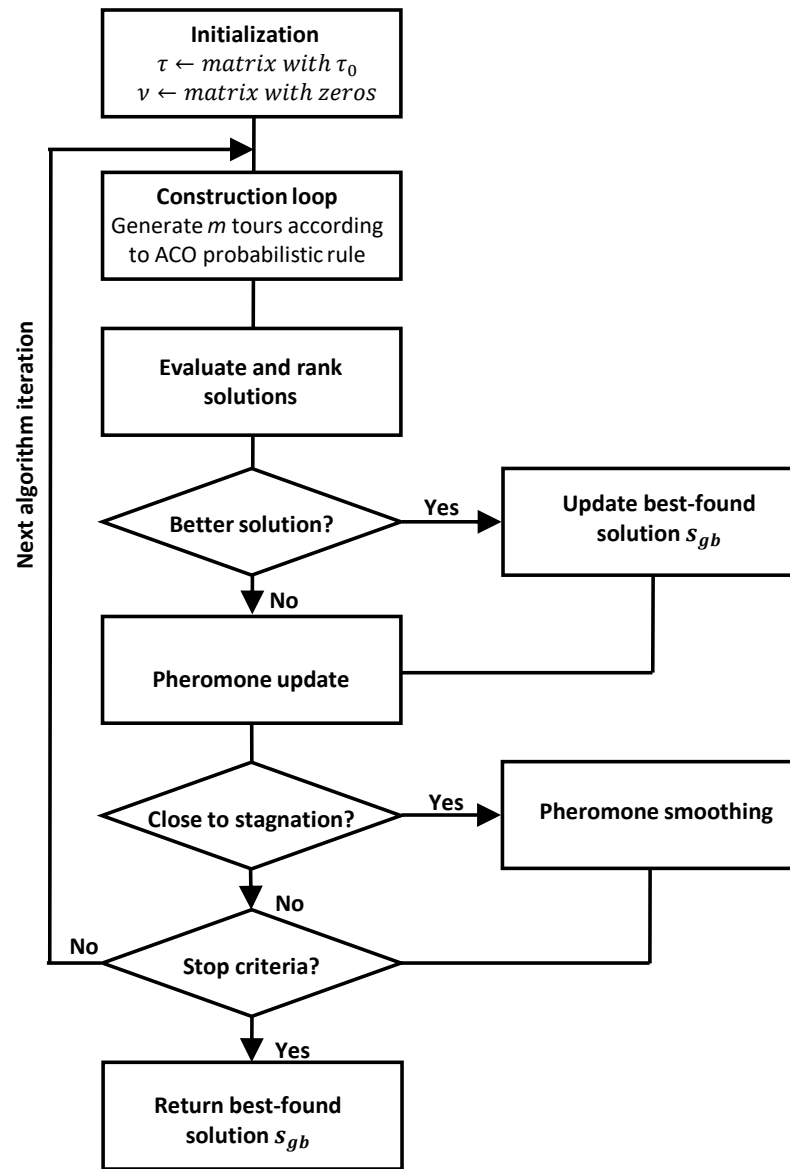 Initialization
τ ← matrix with τ₀
ν ← matrix with zeros
Construction loop
Generate m tours according
to ACO probabilistic rule
Evaluate and rank
solutions
Next algorithm iteration
Better solution?
Yes
Update best-found
solution s_gb
No
Pheromone update
Close to stagnation?
Yes
Pheromone smoothing
No
No
Stop criteria?
Yes
Return best-found
solution s_gb